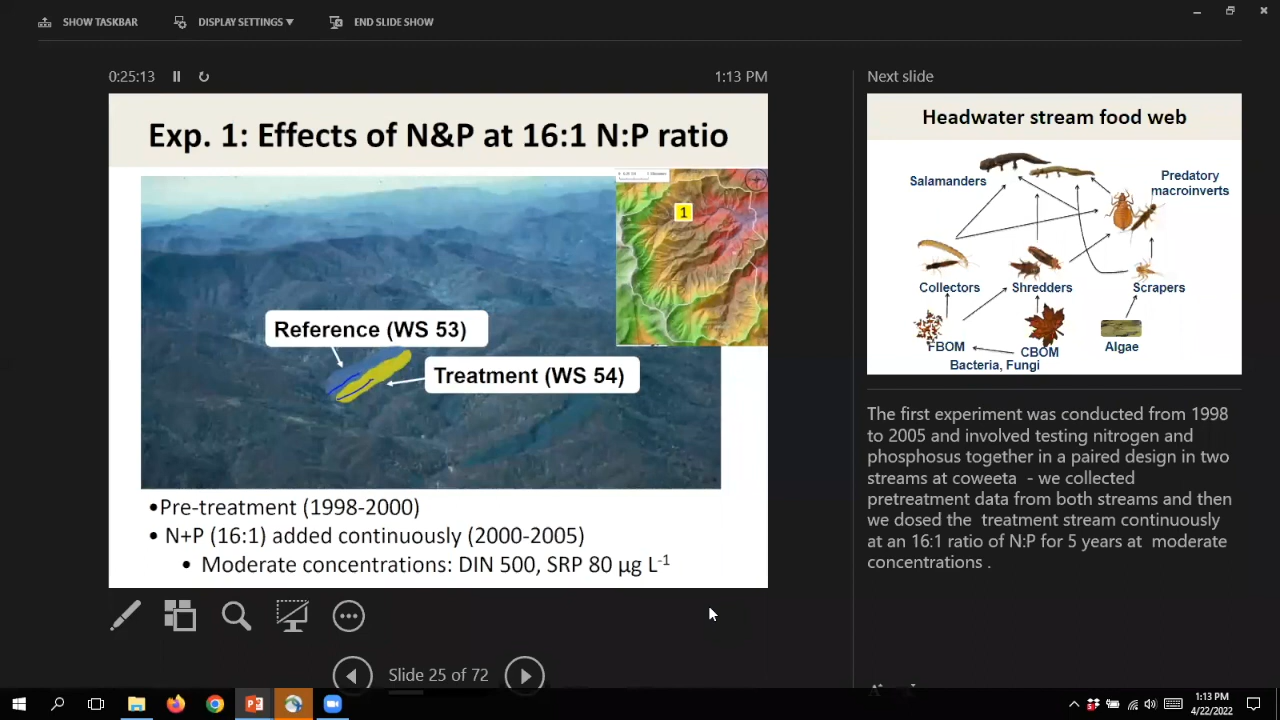 SHOW TASKBAR
DISPLAY SETTINGS ▼
END SLIDE SHOW
0:25:13
1:13 PM
Exp. 1: Effects of N&P at 16:1 N:P ratio
1
Reference (WS 53)
Treatment (WS 54)
•Pre-treatment (1998-2000)
• N+P (16:1) added continuously (2000-2005)
• Moderate concentrations: DIN 500, SRP 80 µg L-1
Slide 25 of 72
Next slide
Headwater stream food web
Salamanders
Predatory
macroinverts
Collectors
Shredders
Scrapers
FBOM
CBOM
Algae
Bacteria, Fungi
The first experiment was conducted from 1998
to 2005 and involved testing nitrogen and
phosphosus together in a paired design in two
streams at coweeta - we collected
pretreatment data from both streams and then
we dosed the treatment stream continuously
at an 16:1 ratio of N:P for 5 years at moderate
concentrations .
1:13 PM
4/22/2022